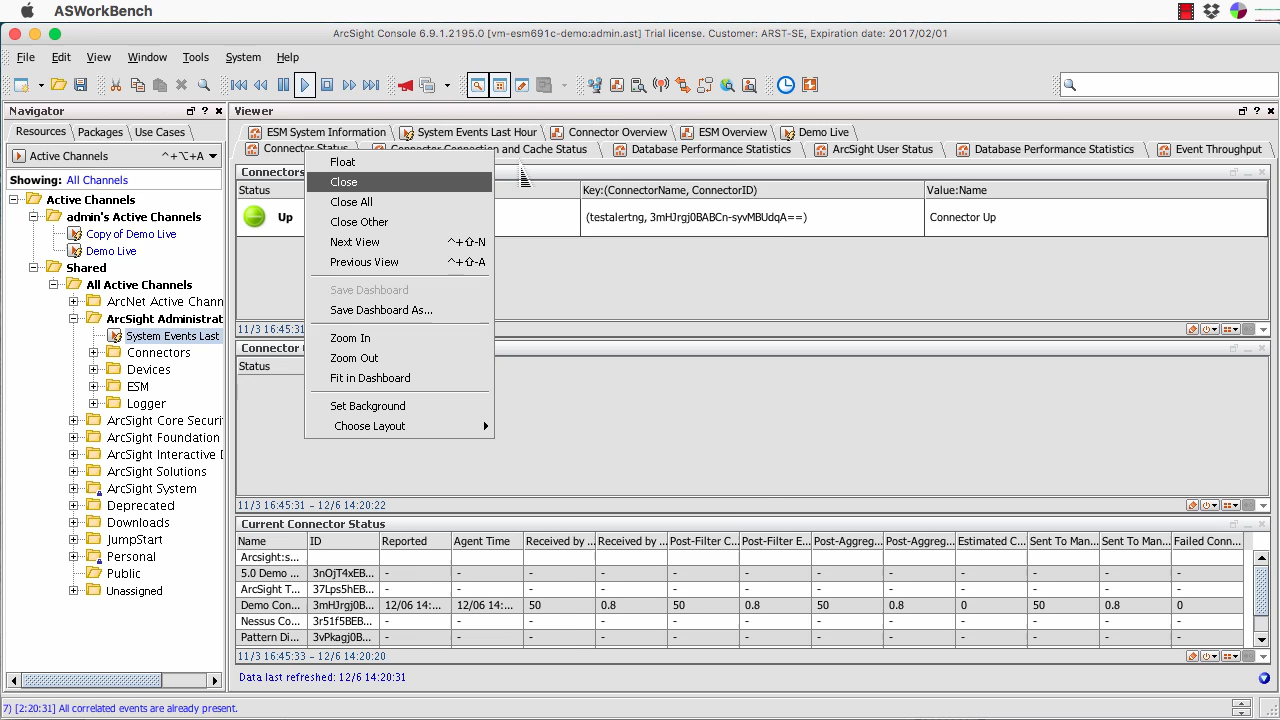 ASWorkBench
ArcSight Console 6.9.1.2195.0 [vm-esm691c-demo:admin.ast] Trial license. Customer: ARST-SE, Expiration date: 2017/02/01
File Edit View Window Tools System Help
Navigator
Viewer
Resources Packages Use Cases
ESM System Information System Events Last Hour Connector Overview ESM Overview Demo Live
Connector Status Connector Connection and Cache Status Database Performance Statistics ArcSight User Status Database Performance Statistics Event Throughput
Active Channels ^+⌥+A
Showing: All Channels
Active Channels
admin's Active Channels
Copy of Demo Live
Demo Live
Shared
All Active Channels
ArcNet Active Chann
ArcSight Administrat
System Events Last
Connectors
Devices
ESM
Logger
ArcSight Core Securi
ArcSight Foundation
ArcSight Interactive D
ArcSight Solutions
ArcSight System
Deprecated
Downloads
JumpStart
Personal
Public
Unassigned
Float
Close
Close All
Close Other
Next View ^+⇧-N
Previous View ^+⇧-A
Save Dashboard
Save Dashboard As...
Zoom In
Zoom Out
Fit in Dashboard
Set Background
Choose Layout
Connectors
Status Key:(ConnectorName, ConnectorID) Value:Name
Up (testalertng, 3mHJrgj0BABCn-syvMBUdqA==) Connector Up
11/3 16:45:31
Connector
Status
11/3 16:45:31 - 12/6 14:20:22
Current Connector Status
Name ID Reported Agent Time Received by ... Received by ... Post-Filter C... Post-Filter E... Post-Aggreg... Post-Aggreg... Estimated C... Sent To Man... Sent To Man... Failed Conn...
Arcsight:s... - - - - - - - - - - - -
5.0 Demo ... 3nOjT4xEB... - - - - - - - - - - - -
ArcSight T... 37Lps5hEB... - - - - - - - - - - - -
Demo Con... 3mHJrgj0B... 12/06 14:... 12/06 14:... 50 0.8 50 0.8 50 0.8 0 50 0.8 0
Nessus Co... 3r51f5BEB... - - - - - - - - - - - -
Pattern Di... 3vPkagj0B... - - - - - - - - - - - -
11/3 16:45:33 - 12/6 14:20:20
Data last refreshed: 12/6 14:20:31
7) [2:20:31] All correlated events are already present.